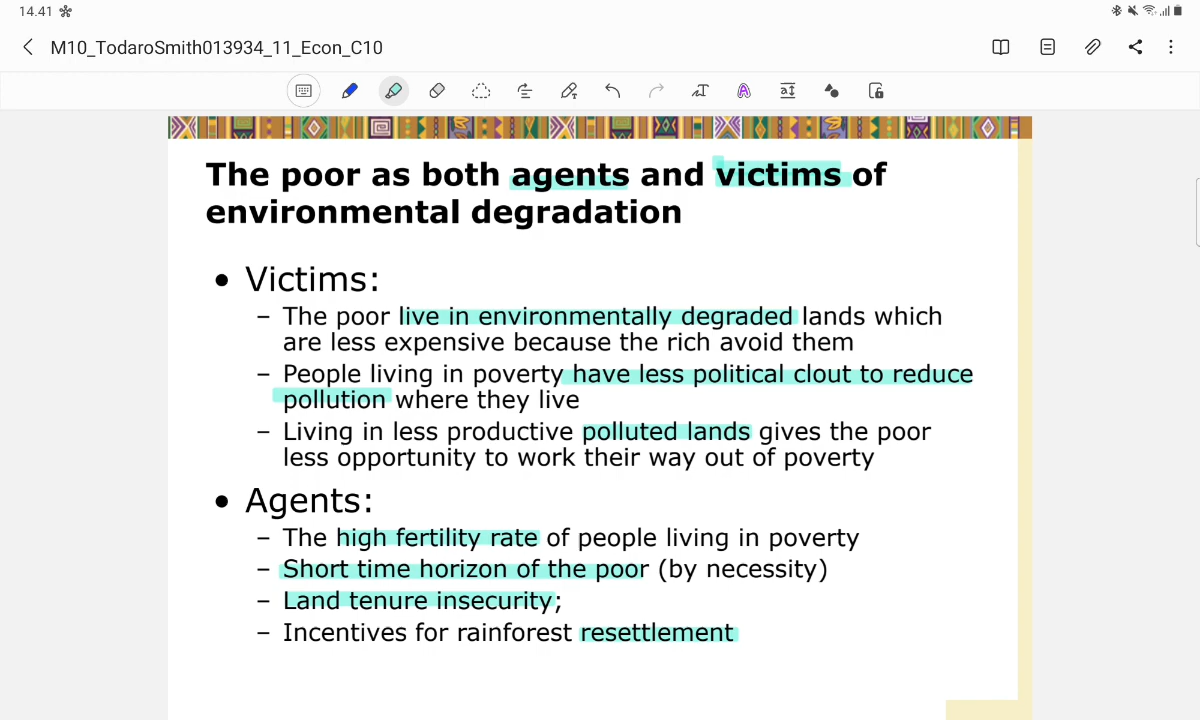 14.41
M10_TodaroSmith013934_11_Econ_C10
The poor as both agents and victims of
environmental degradation
• Victims:
– The poor live in environmentally degraded lands which
are less expensive because the rich avoid them
– People living in poverty have less political clout to reduce
pollution where they live
– Living in less productive polluted lands gives the poor
less opportunity to work their way out of poverty
• Agents:
– The high fertility rate of people living in poverty
– Short time horizon of the poor (by necessity)
– Land tenure insecurity;
– Incentives for rainforest resettlement